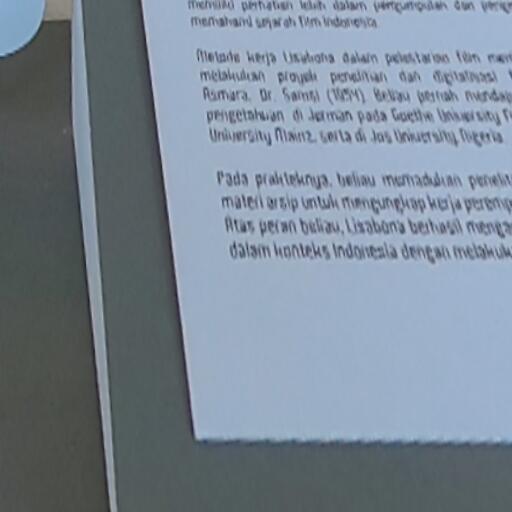 memiliki perhatian lebih dalam pengumpulan dan
memahami sejarah film Indonesia.
Metode kerja Lisabona dalam pelestarian film
melakukan proyek penelitian dan digitalisasi
Asmara, Dr. Samsi (1954). Beliau pernah
pengetahuan di Jerman pada Goethe University
University Mainz, serta di Jos University, Nigeria.
Pada prakteknya, beliau memadukan
materi arsip untuk mengungkap kerja
Atas peran beliau, Lisabona berhasil
dalam konteks Indonesia dengan